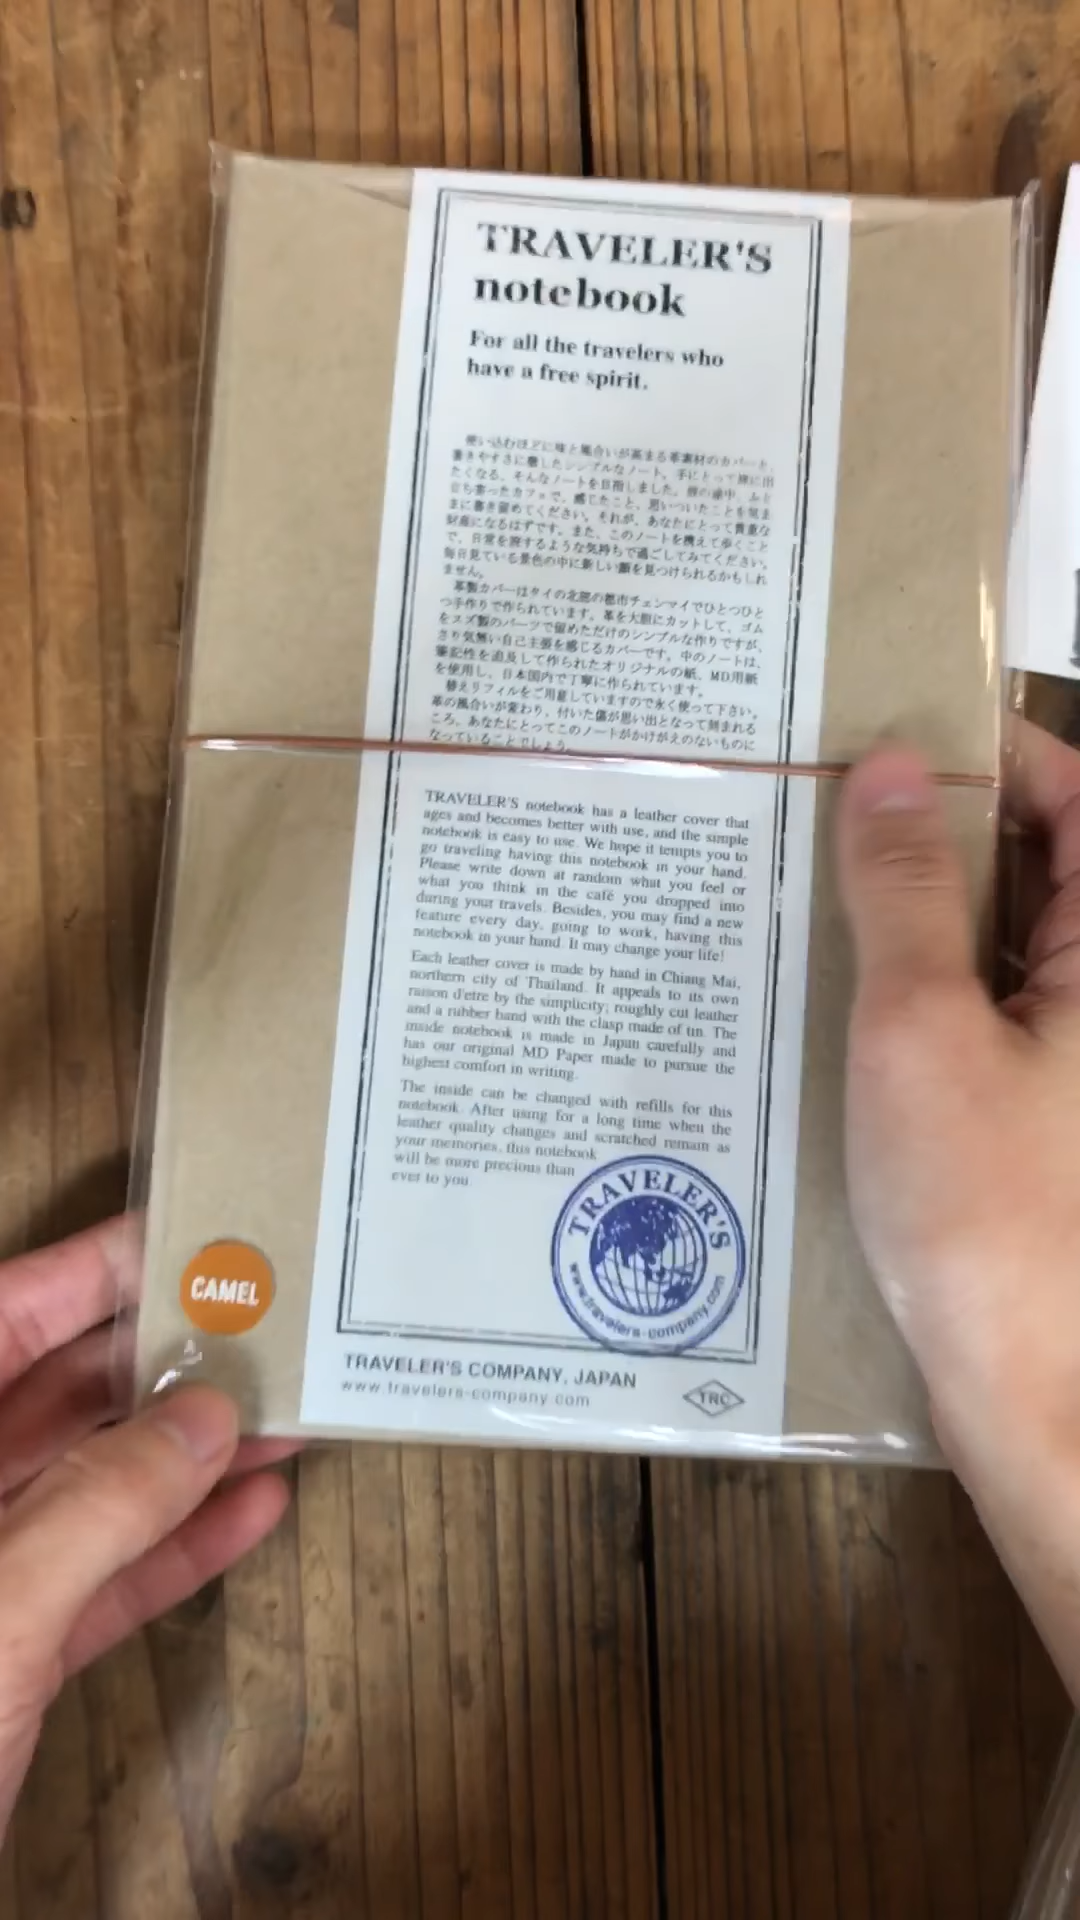 TRAVELER'S
notebook
For all the travelers who
have a free spirit.
使い込むほどに味と風合いが高まる革素材のカバーと、
書きやすさに徹したシンプルなノート。手にとって旅に出
たくなる、そんなノートを目指しました。旅の途中、ふと
立ち寄ったカフェで、感じたこと、思いついたことを気ま
まに書き留めてください。それが、あなたにとって貴重な
財産になるはずです。また、このノートを携えて歩くこと
で、日常を旅するような気持ちで過ごしてみてください。
毎日見ている景色の中に新しい顔を見つけられるかもしれ
ません。
革製カバーはタイの北部の都市チェンマイでひとつひと
つ手作りで作られています。革を大胆にカットして、ゴム
をスズ製のパーツで留めただけのシンプルな作りですが、
さり気無い自己主張を感じるカバーです。中のノートは、
筆記性を追及して作られたオリジナルの紙、MD用紙
を使用し、日本国内で丁寧に作られています。
替えリフィルをご用意していますので永く使って下さい。
革の風合いが変わり、付いた傷が思い出となって刻まれる
ころ、あなたにとってこのノートがかけがえのないものに
なっていることでしょう。
TRAVELER'S notebook has a leather cover that
ages and becomes better with use, and the simple
notebook is easy to use. We hope it tempts you to
go traveling having this notebook in your hand.
Please write down at random what you feel or
what you think in the café you dropped into
during your travels. Besides, you may find a new
feature every day, going to work, having this
notebook in your hand. It may change your life!
Each leather cover is made by hand in Chiang Mai,
northern city of Thailand. It appeals to its own
raison d'etre by the simplicity; roughly cut leather
and a rubber band with the clasp made of tin. The
inside notebook is made in Japan carefully and
has our original MD Paper made to pursue the
highest comfort in writing.
The inside can be changed with refills for this
notebook. After using for a long time when the
leather quality changes and scratched remain as
your memories, this notebook
will be more precious than
ever to you.
TRAVELER'S
www.travelers-company.com
CAMEL
TRAVELER'S COMPANY, JAPAN
www.travelers-company.com
TRC